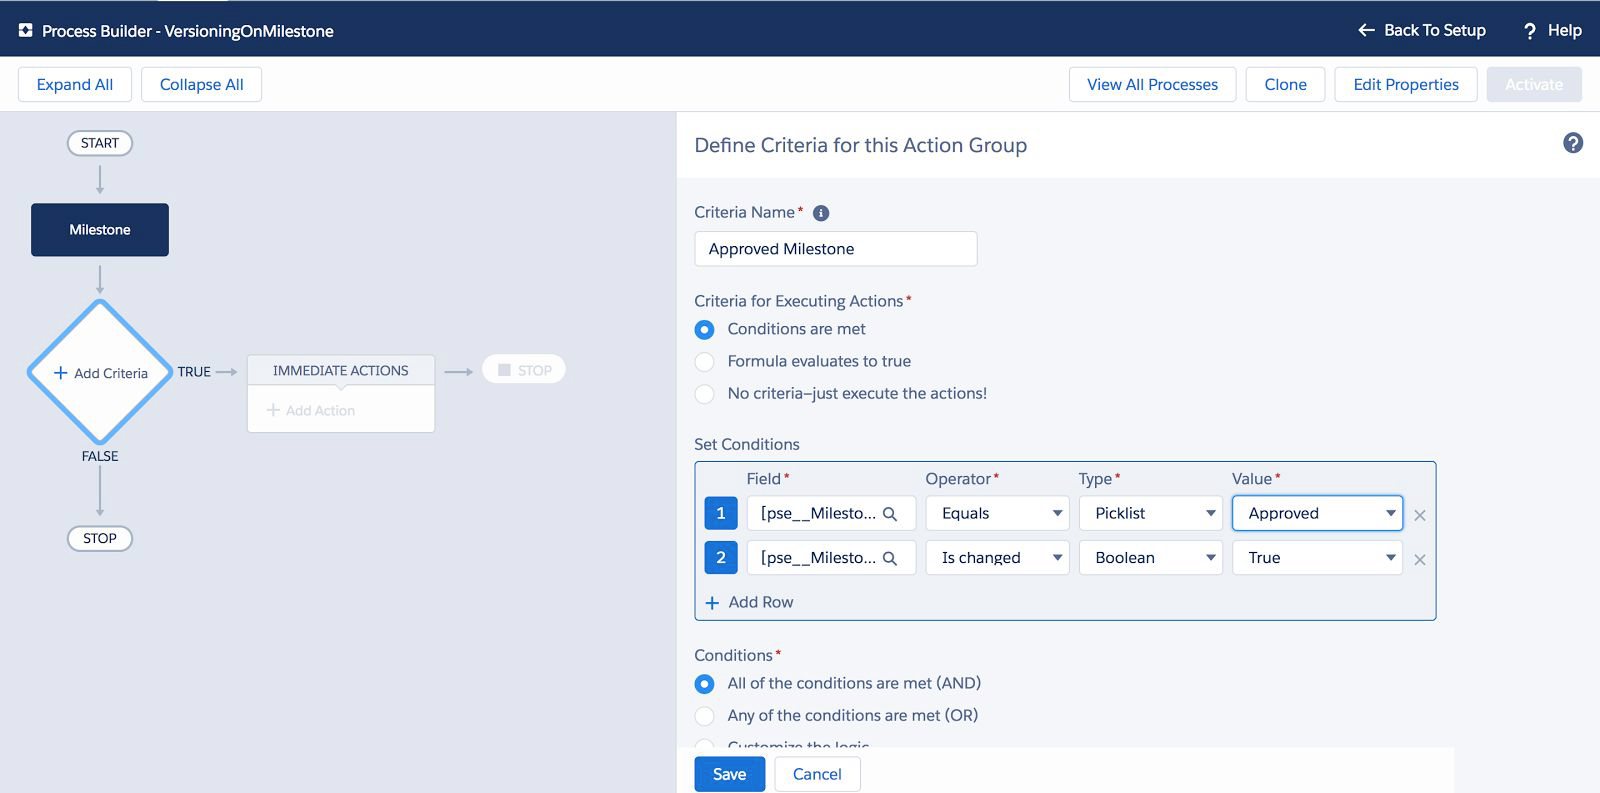 Process Builder - VersioningOnMilestone
Back To Setup
? Help
Expand All
Collapse All
View All Processes
Clone
Edit Properties
Activate
START
Milestone
+ Add Criteria
TRUE
IMMEDIATE ACTIONS
+ Add Action
STOP
FALSE
STOP
Define Criteria for this Action Group
?
Criteria Name* i
Approved Milestone
Criteria for Executing Actions*
Conditions are met
Formula evaluates to true
No criteria–just execute the actions!
Set Conditions
Field* Operator* Type* Value*
1 [pse__Milesto... Equals Picklist Approved ×
2 [pse__Milesto... Is changed Boolean True ×
+ Add Row
Conditions*
All of the conditions are met (AND)
Any of the conditions are met (OR)
Customize the logic
Save
Cancel